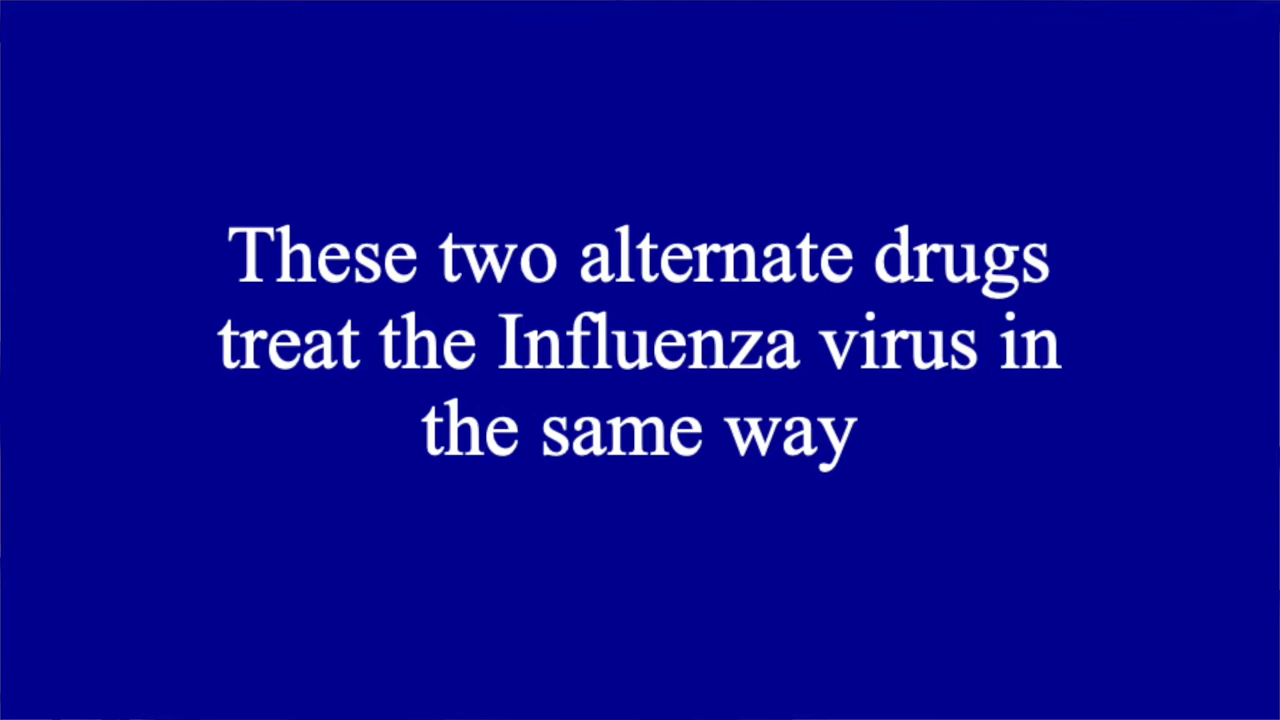 These two alternate drugs
treat the Influenza virus in
the same way